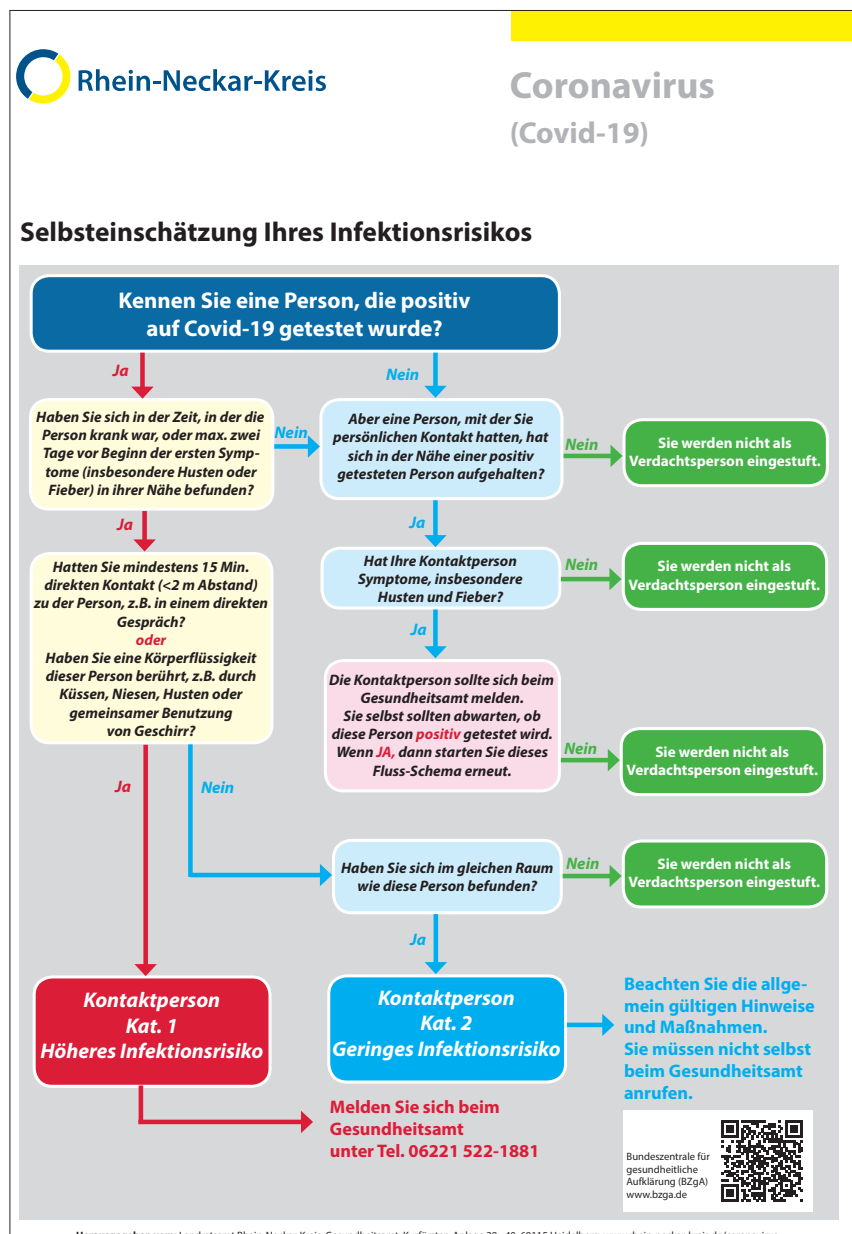 Rhein-Neckar-Kreis
Coronavirus
(Covid-19)
Selbsteinschätzung Ihres Infektionsrisikos
Kennen Sie eine Person, die positiv
auf Covid-19 getestet wurde?
Ja
Nein
Haben Sie sich in der Zeit, in der die
Person krank war, oder max. zwei
Tage vor Beginn der ersten Symp-
tome (insbesondere Husten oder
Fieber) in ihrer Nähe befunden?
Nein
Aber eine Person, mit der Sie
persönlichen Kontakt hatten, hat
sich in der Nähe einer positiv
getesteten Person aufgehalten?
Nein
Sie werden nicht als
Verdachtsperson eingestuft.
Ja
Ja
Hatten Sie mindestens 15 Min.
direkten Kontakt (<2 m Abstand)
zu der Person, z.B. in einem direkten
Gespräch?
oder
Haben Sie eine Körperflüssigkeit
dieser Person berührt, z.B. durch
Küssen, Niesen, Husten oder
gemeinsamer Benutzung
von Geschirr?
Hat Ihre Kontaktperson
Symptome, insbesondere
Husten und Fieber?
Nein
Sie werden nicht als
Verdachtsperson eingestuft.
Ja
Die Kontaktperson sollte sich beim
Gesundheitsamt melden.
Sie selbst sollten abwarten, ob
diese Person positiv getestet wird.
Wenn JA, dann starten Sie dieses
Fluss-Schema erneut.
Nein
Sie werden nicht als
Verdachtsperson eingestuft.
Ja
Nein
Haben Sie sich im gleichen Raum
wie diese Person befunden?
Nein
Sie werden nicht als
Verdachtsperson eingestuft.
Ja
Kontaktperson
Kat. 1
Höheres Infektionsrisiko
Kontaktperson
Kat. 2
Geringes Infektionsrisiko
Beachten Sie die allge-
mein gültigen Hinweise
und Maßnahmen.
Sie müssen nicht selbst
beim Gesundheitsamt
anrufen.
Melden Sie sich beim
Gesundheitsamt
unter Tel. 06221 522-1881
Bundeszentrale für
gesundheitliche
Aufklärung (BZgA)
www.bzga.de